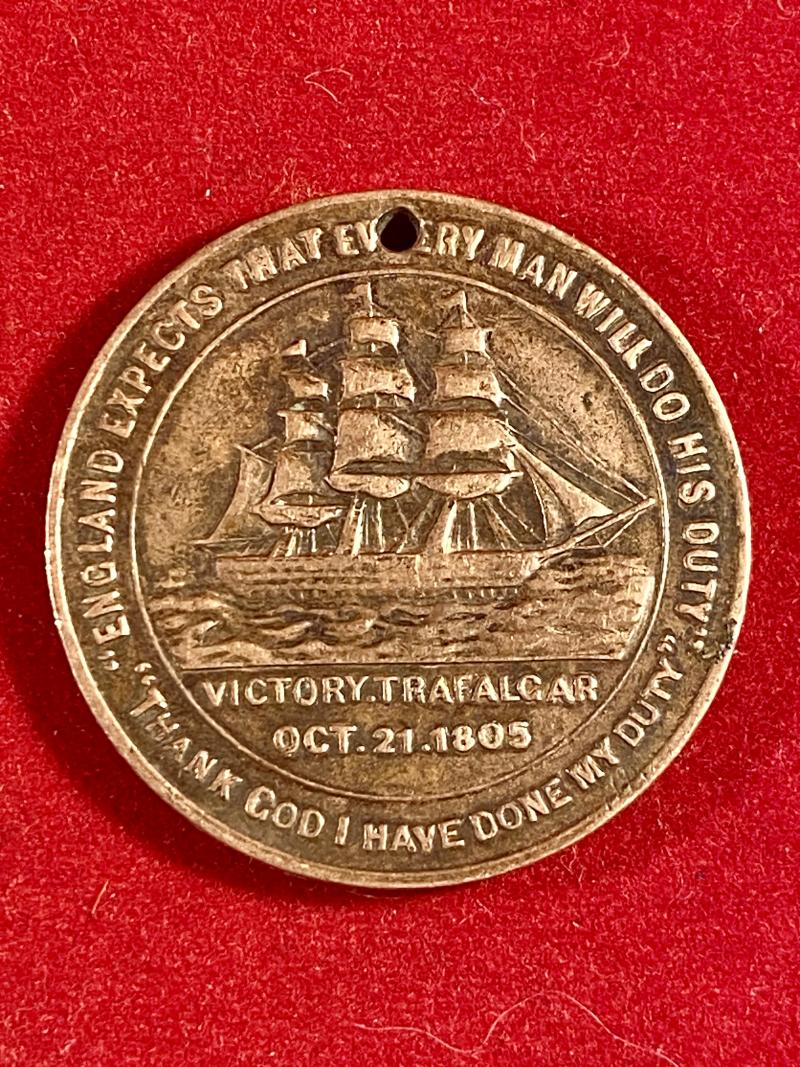 „ENGLAND EXPECTS THAT EVERY MAN WILL DO HIS DUTY"
VICTORY.TRAFALGAR
OCT.21.1805
“THANK GOD I HAVE DONE MY DUTY”